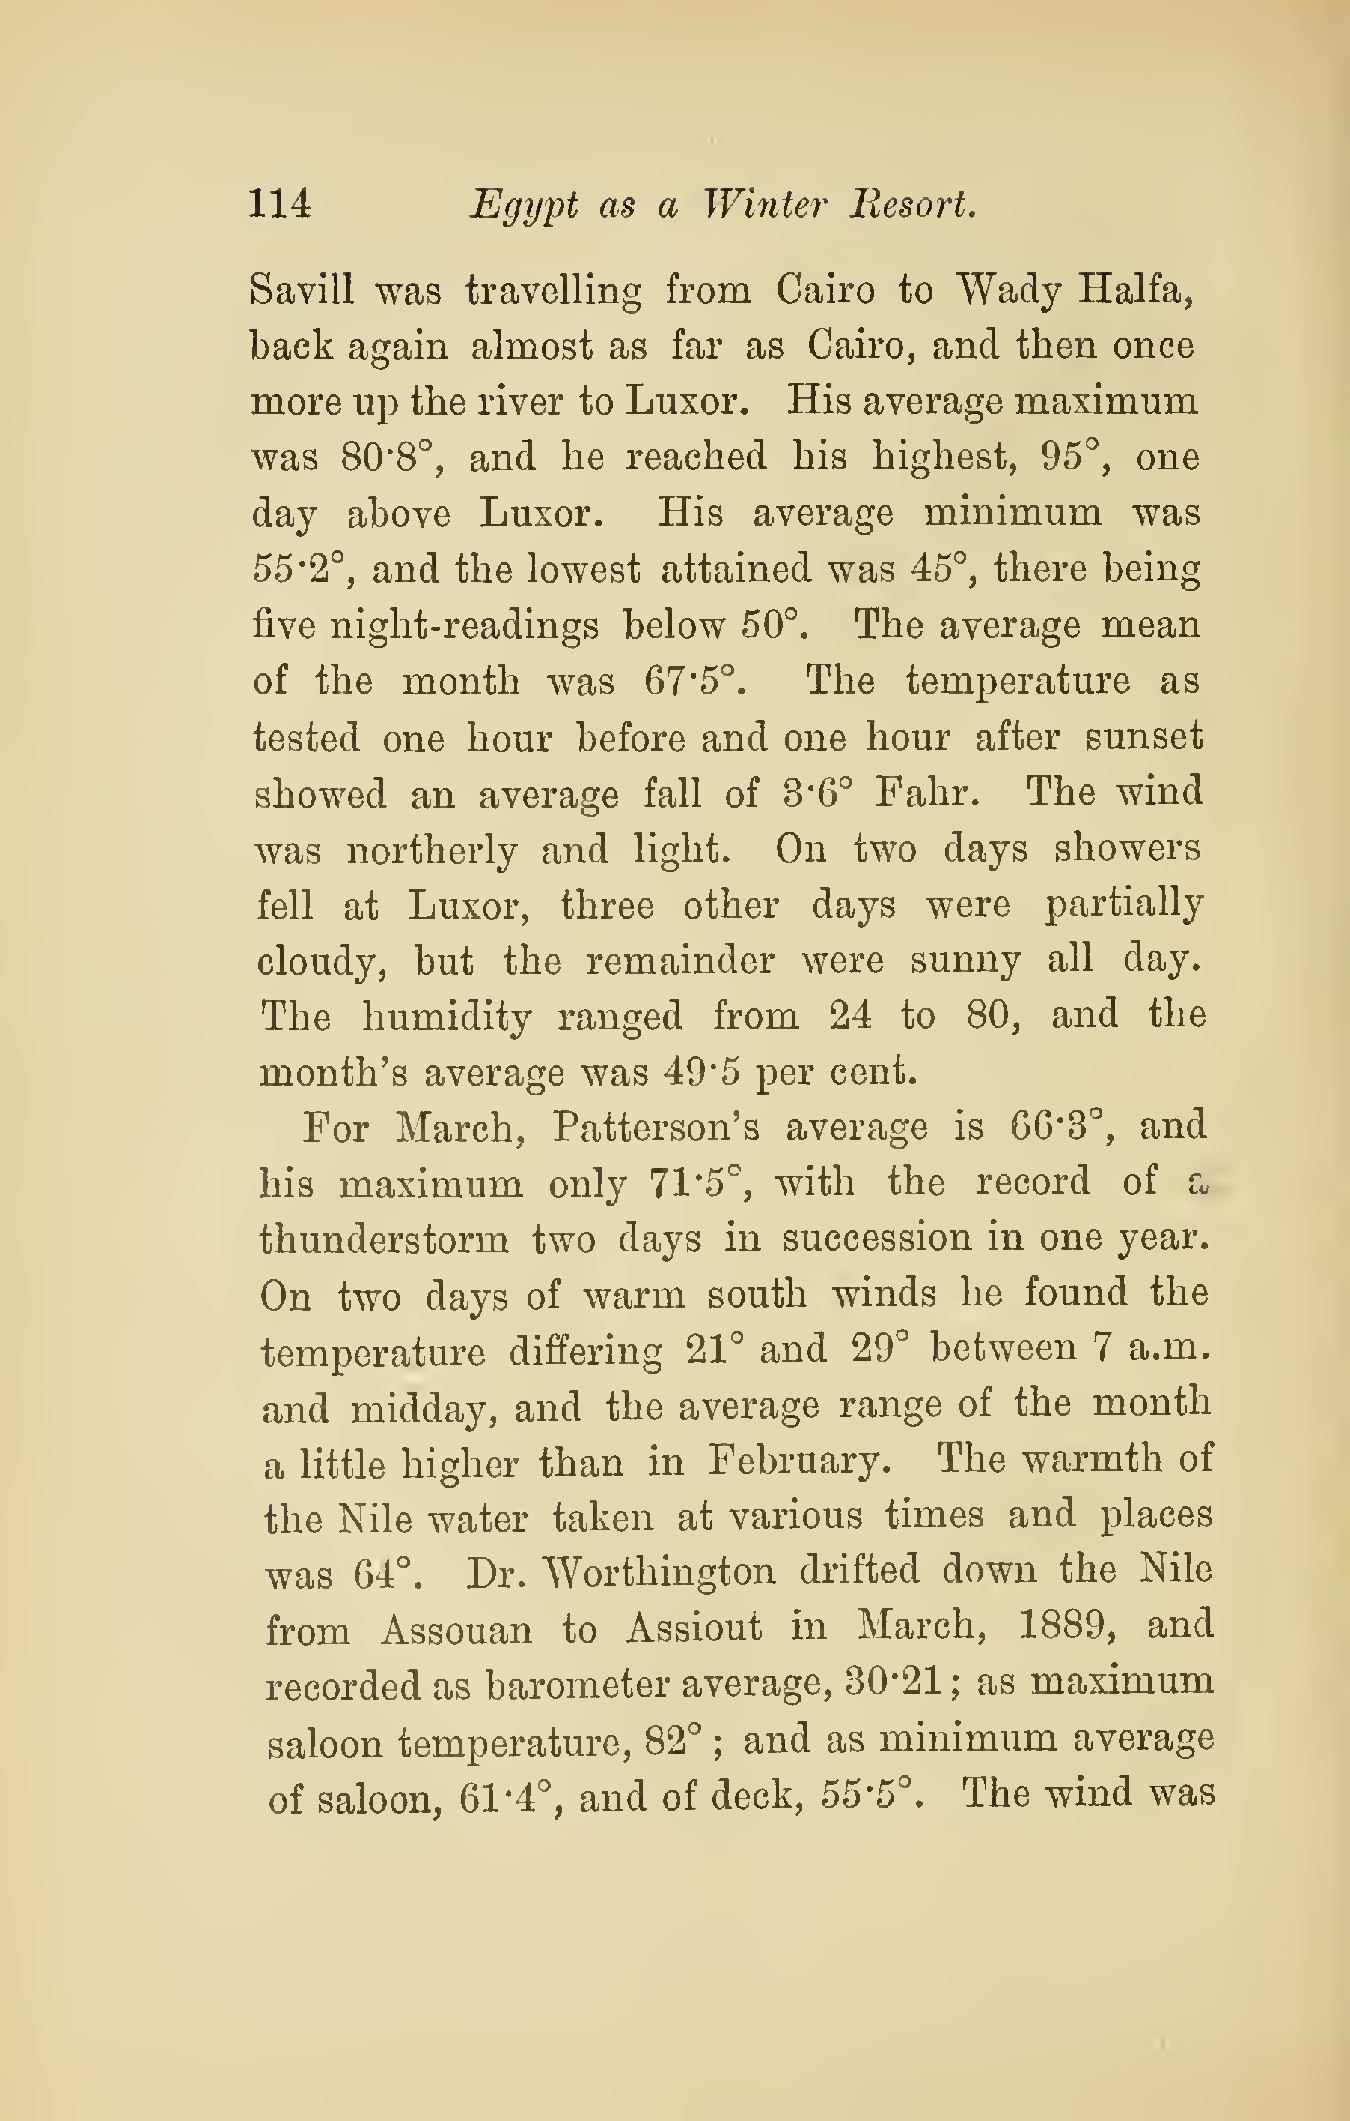 114 Egypt as a Winter Resort.
Savill was travelling from Cairo to Wady Halfa,
back again almost as far as Cairo, and then once
more up the river to Luxor. His average maximum
was 80·8°, and he reached his highest, 95°, one
day above Luxor. His average minimum was
55·2°, and the lowest attained was 45°, there being
five night-readings below 50°. The average mean
of the month was 67·5°. The temperature as
tested one hour before and one hour after sunset
showed an average fall of 3·6° Fahr. The wind
was northerly and light. On two days showers
fell at Luxor, three other days were partially
cloudy, but the remainder were sunny all day.
The humidity ranged from 24 to 80, and the
month's average was 49·5 per cent.
For March, Patterson's average is 66·3°, and
his maximum only 71·5°, with the record of a
thunderstorm two days in succession in one year.
On two days of warm south winds he found the
temperature differing 21° and 29° between 7 a.m.
and midday, and the average range of the month
a little higher than in February. The warmth of
the Nile water taken at various times and places
was 64°. Dr. Worthington drifted down the Nile
from Assouan to Assiout in March, 1889, and
recorded as barometer average, 30·21; as maximum
saloon temperature, 82°; and as minimum average
of saloon, 61·4°, and of deck, 55·5°. The wind was